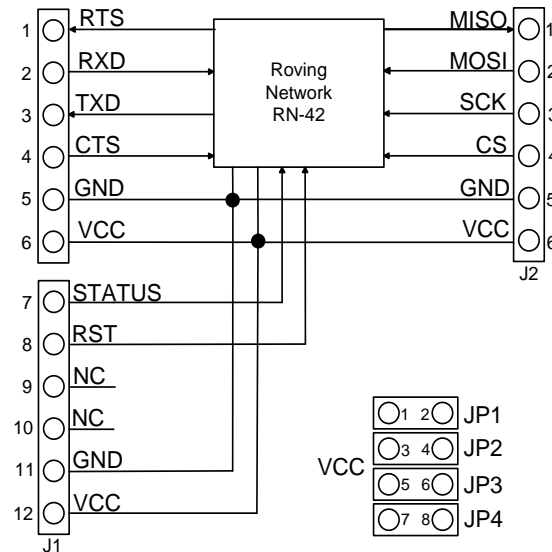 1 RTS
2 RXD
3 TXD
4 CTS
5 GND
6 VCC
7 STATUS
8 RST
9 NC
10 NC
11 GND
12 VCC
J1
Roving
Network
RN-42
MISO 1
MOSI 2
SCK 3
CS 4
GND 5
VCC 6
J2
VCC
1 2 JP1
3 4 JP2
5 6 JP3
7 8 JP4